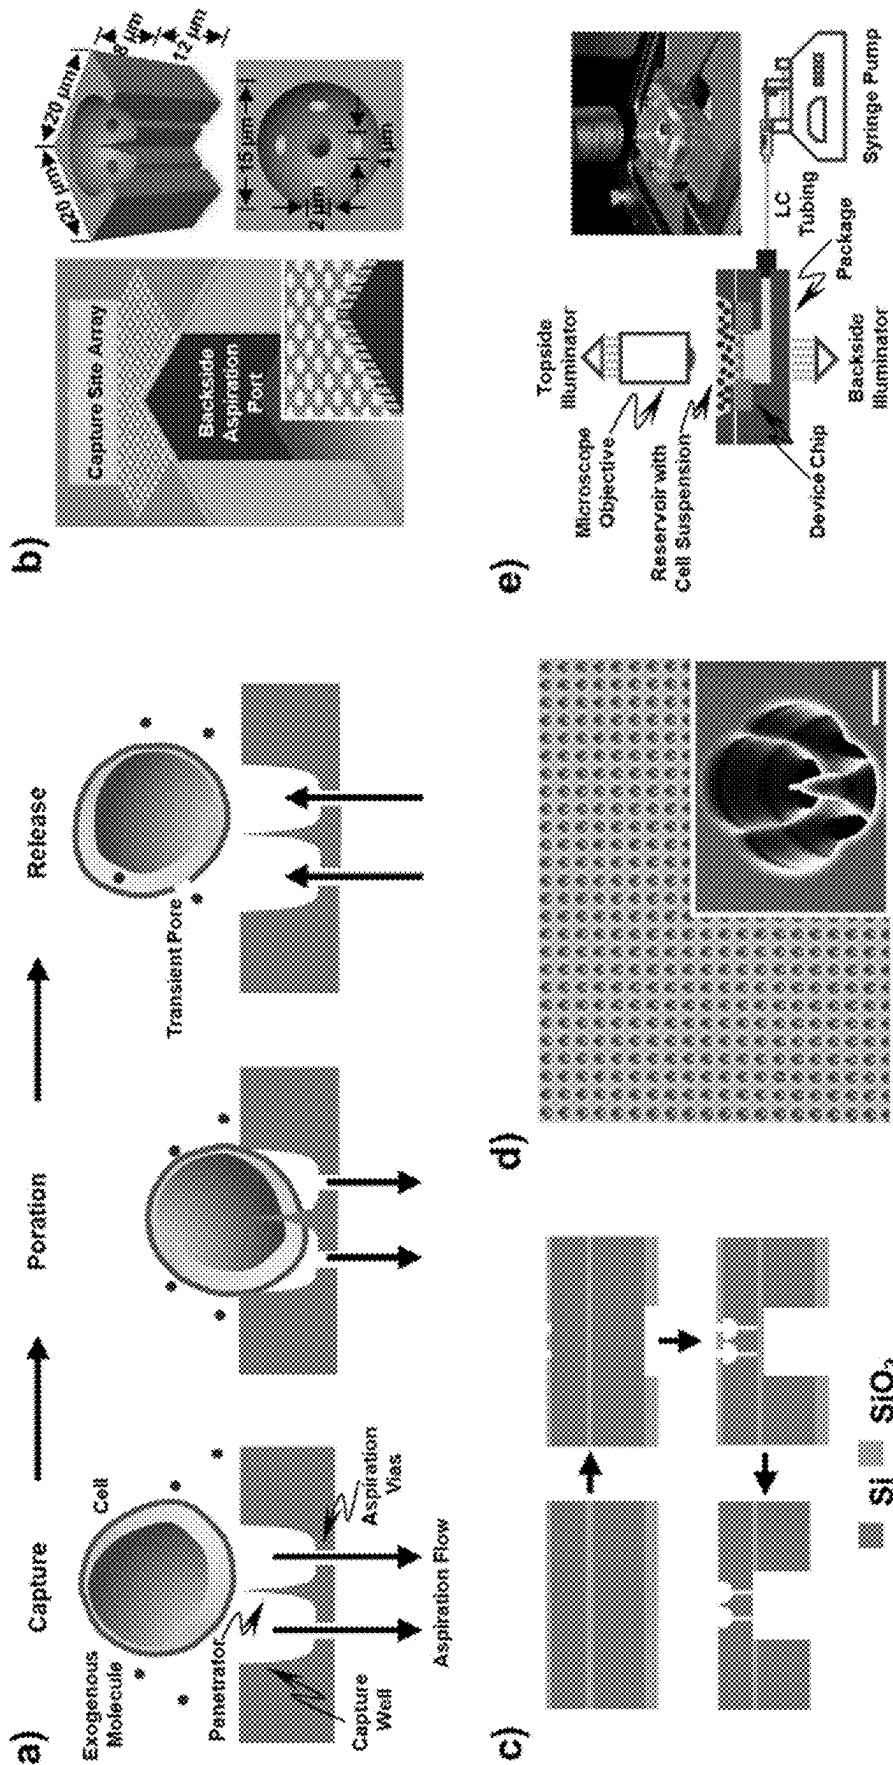 a)
Capture
Poration
Release
Exogenous
Molecule
Cell
Panetrator
Transient Pore
Capture
Well
Aspiration
Vias
Aspiration Flow
b)
Capture Site Array
Backside
Aspiration
Port
20 µm
20 µm
8 µm
12 µm
15 µm
2 µm
4 µm
c)
Si
SiO2
d)
e)
Topside
Illuminator
Microscope
Objective
Reservoir with
Cell Suspension
Device Chip
Backside
Illuminator
Package
LC
Tubing
Syringe Pump